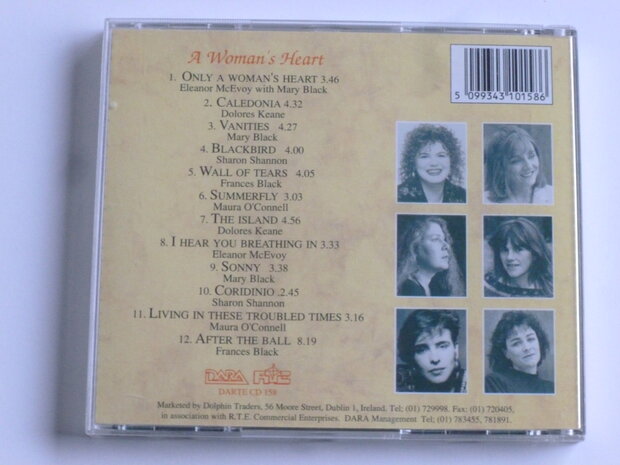 A Woman's Heart
1. ONLY A WOMAN'S HEART 3.46
Eleanor McEvoy with Mary Black
2. CALEDONIA 4.32
Dolores Keane
3. VANITIES 4.27
Mary Black
4. BLACKBIRD 4.00
Sharon Shannon
5. WALL OF TEARS 4.05
Frances Black
6. SUMMERFLY 3.03
Maura O'Connell
7. THE ISLAND 4.56
Dolores Keane
8. I HEAR YOU BREATHING IN 3.33
Eleanor McEvoy
9. SONNY 3.38
Mary Black
10. CORIDINIO .2.45
Sharon Shannon
11. LIVING IN THESE TROUBLED TIMES 3.16
Maura O'Connell
12. AFTER THE BALL 8.19
Frances Black
5 099343 101586
DARA RTE
DARTE CD 158
Marketed by Dolphin Traders, 56 Moore Street, Dublin 1, Ireland. Tel; (01) 729998. Fax: (01) 720405,
in association with R.T.E. Commercial Enterprises. DARA Management Tel; (01) 783455, 781891.